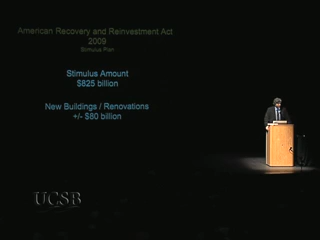 American Recovery and Reinvestment Act
2009
Stimulus Plan
Stimulus Amount
$825 billion
New Buildings / Renovations
+/- $80 billion
UCSB